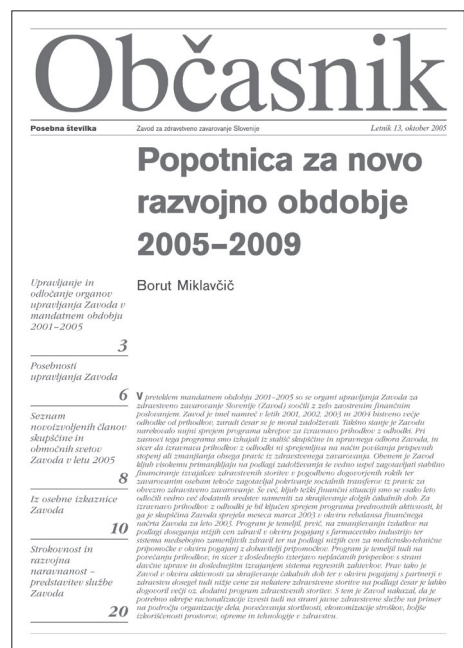 Občasnik
Posebna številka
Zavod za zdravstveno zavarovanje Slovenije
Letnik 13, oktober 2005
Popotnica za novo
razvojno obdobje
2005–2009
Borut Miklavčič
Upravljanje in
odločanje organov
upravljanja Zavoda v
mandatnem obdobju
2001–2005
3
Posebnosti
upravljanja Zavoda
6
Seznam
novoizvoljenih članov
skupščine in
območnih svetov
Zavoda v letu 2005
8
Iz osebne izkaznice
Zavoda
10
Strokovnost in
razvojna
naravnanost –
predstavitev službe
Zavoda
20
V preteklem mandatnem obdobju 2001–2005 so se organi upravljanja Zavoda za
zdravstveno zavarovanje Slovenije (Zavod) soočili z zelo zaostrenim finančnim
poslovanjem. Zavod je imel namreč v letih 2001, 2002, 2003 in 2004 bistveno večje
odhodke od prihodkov, zaradi česar se je moral zadolževati. Takšno stanje je Zavodu
narekovalo nujni sprejem programa ukrepov za izravnavo prihodkov z odhodki. Pri
zasnovi tega programa smo izhajali iz stališč skupščine in upravnega odbora Zavoda, in
sicer da izravnava prihodkov z odhodki ni sprejemljiva na način povišanja prispevnih
stopenj ali zmanjšanja obsega pravic iz zdravstvenega zavarovanja. Obenem je Zavod
kljub visokemu primanjkljaju na podlagi zadolževanja še vedno uspel zagotavljati stabilno
financiranje izvajalcev zdravstvenih storitev v pogodbeno dogovorjenih rokih ter
zavarovanim osebam tekoče zagotavljal pokrivanje socialnih transferov iz pravic za
obvezno zdravstveno zavarovanje. Še več, kljub težki finančni situaciji smo se vsako leto
odločili vedno več dodatnih sredstev nameniti za skrajševanje dolgih čakalnih dob. Za
izravnavo prihodkov z odhodki je bil ključen sprejem programa prednostnih aktivnosti, ki
ga je skupščina Zavoda sprejela meseca marca 2003 v okviru rebalansa finančnega
načrta Zavoda za leto 2003. Program je temeljil, prvič, na zmanjševanju izdatkov na
podlagi doseganja nižjih cen zdravil v okviru pogajanj s farmacevtsko industrijo ter
sistema medsebojno zamenljivih zdravil ter na podlagi nižjih cen za medicinsko-tehnične
pripomočke v okviru pogajanj z dobavitelji pripomočkov. Program je temeljil tudi na
povečanju prihodkov, in sicer z doslednejšo izterjavo neplačanih prispevkov s strani
davčne uprave in doslednejšim izvajanjem sistema regresnih zahtevkov. Prav tako je
Zavod v okviru aktivnosti za skrajševanje čakalnih dob ter v okviru pogajanj s partnerji v
zdravstvu dosegel tudi nižje cene za nekatere zdravstvene storitve na podlagi česar je lahko
dogovoril večji oz. dodatni program zdravstvenih storitev. S tem je Zavod nakazal, da je
potrebno ukrepe racionalizacije izvesti tudi na strani javne zdravstvene službe na primer
na področju organizacije dela, povečevanja storilnosti, ekonomizacije stroškov, boljše
izkoriščenosti prostorov, opreme in tehnologije v zdravstvu.